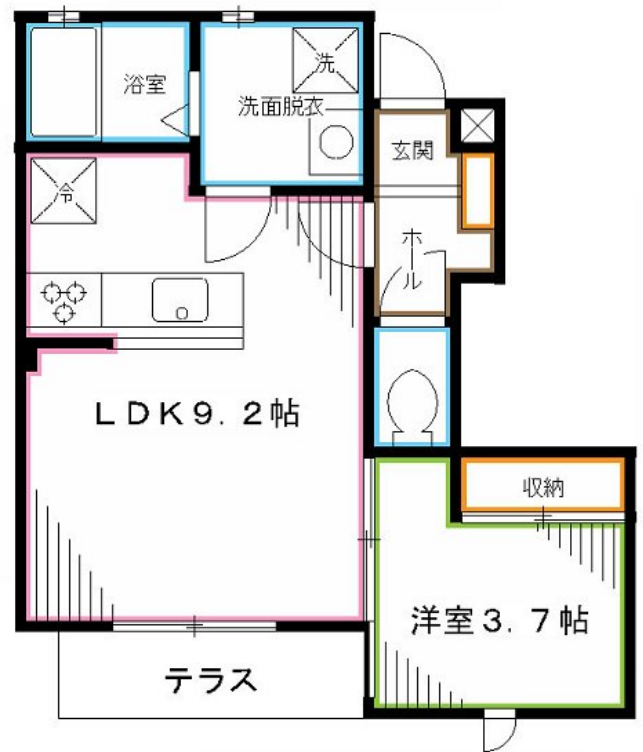 浴室
洗
洗面脱衣
玄関
冷
ホール
LDK9.2帖
収納
洋室3.7帖
テラス